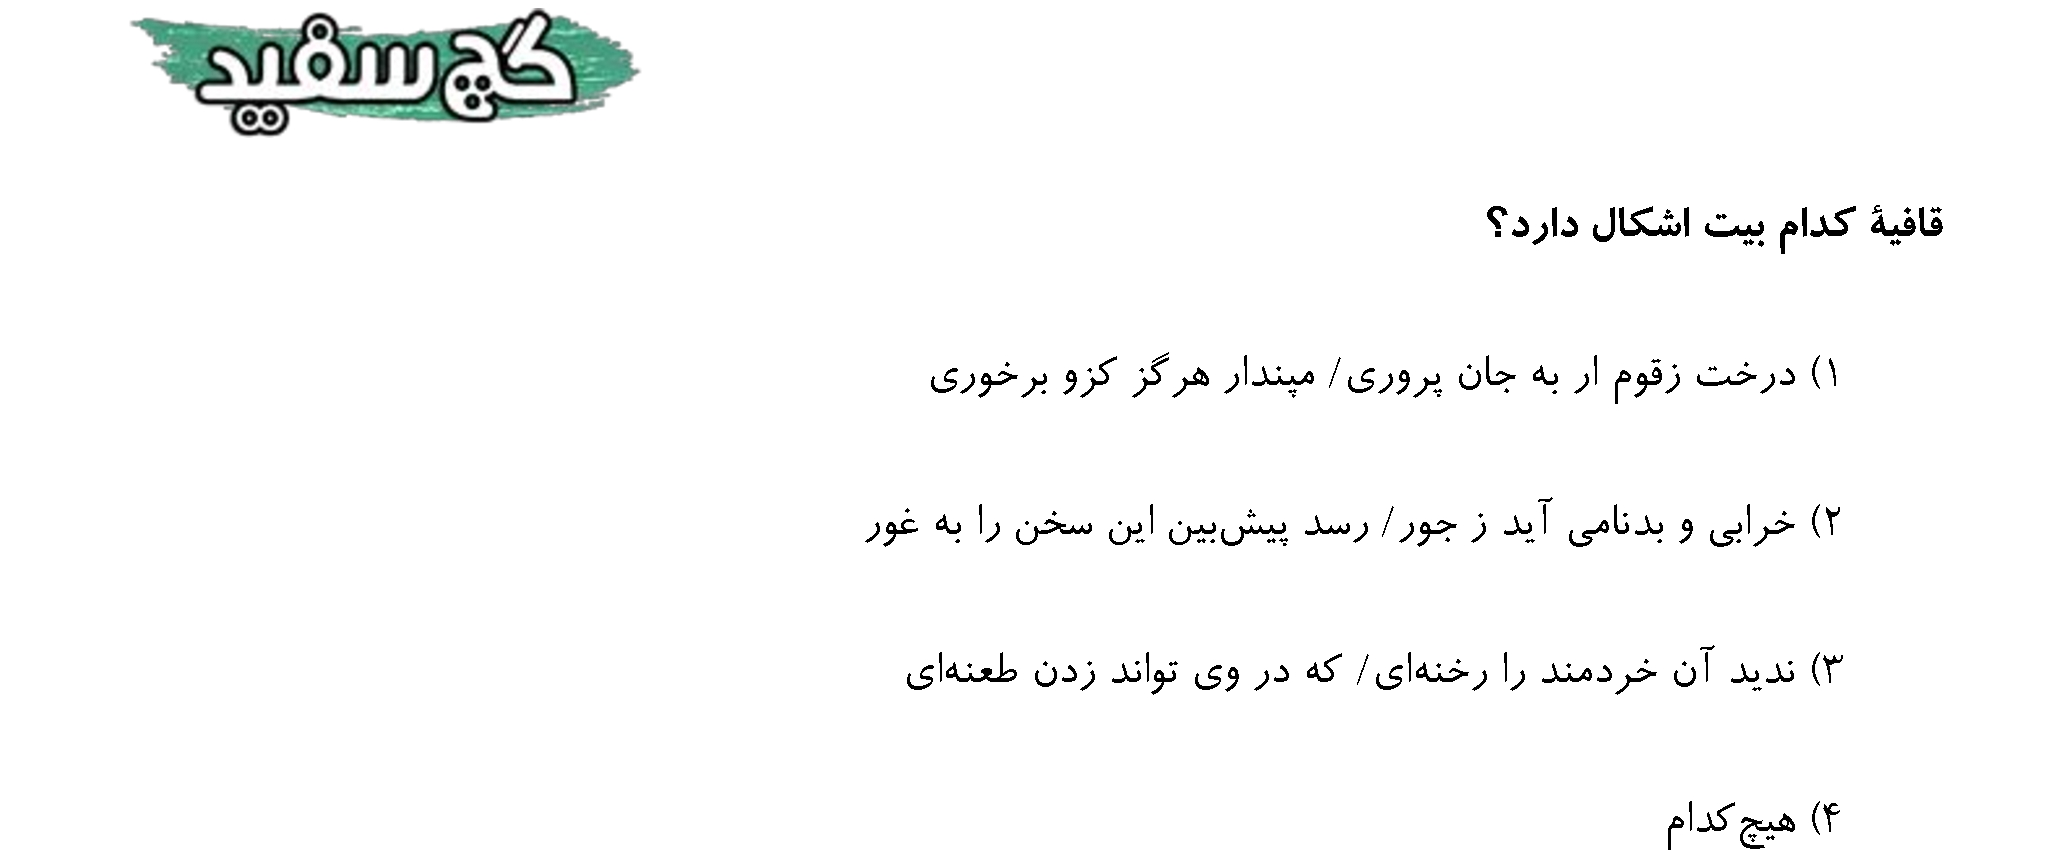 گچ سفید
قافیهٔ کدام بیت اشکال دارد؟
۱) درخت زقوم ار به جان پروری/ مپندار هرگز کزو برخوری
۲) خرابی و بدنامی آید ز جور/ رسد پیش‌بین این سخن را به غور
۳) ندید آن خردمند را رخنه‌ای/ که در وی تواند زدن طعنه‌ای
۴) هیچ‌کدام